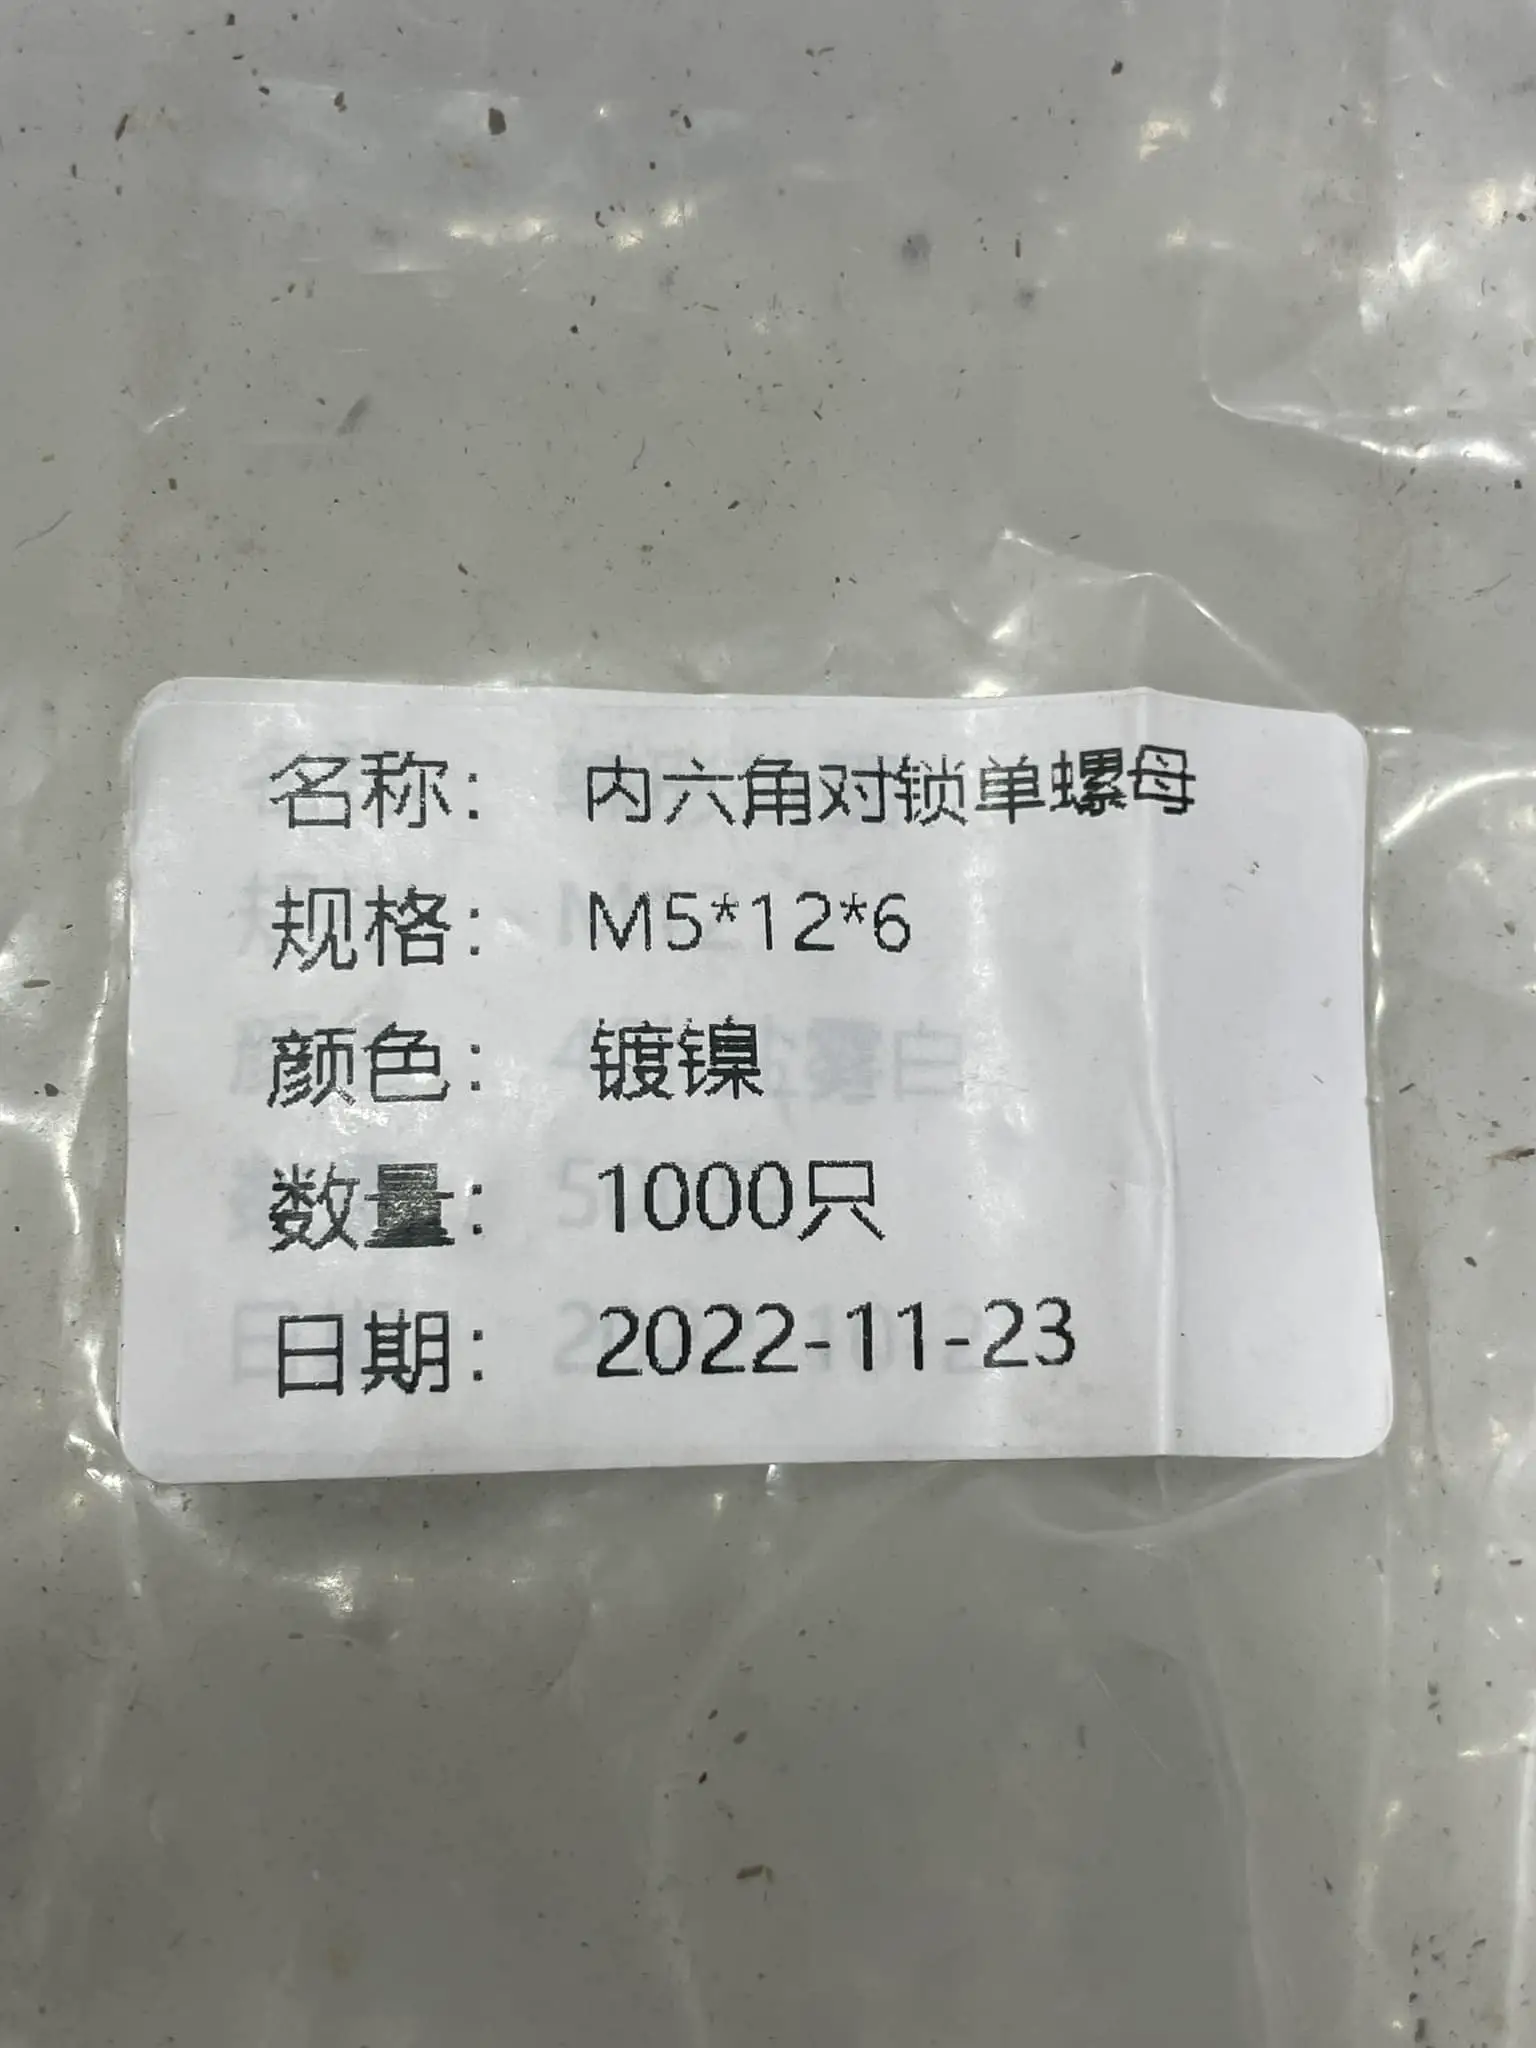 名称： 内六角对锁单螺母
规格： M5*12*6
颜色： 镀镍
数量： 1000只
日期： 2022-11-23